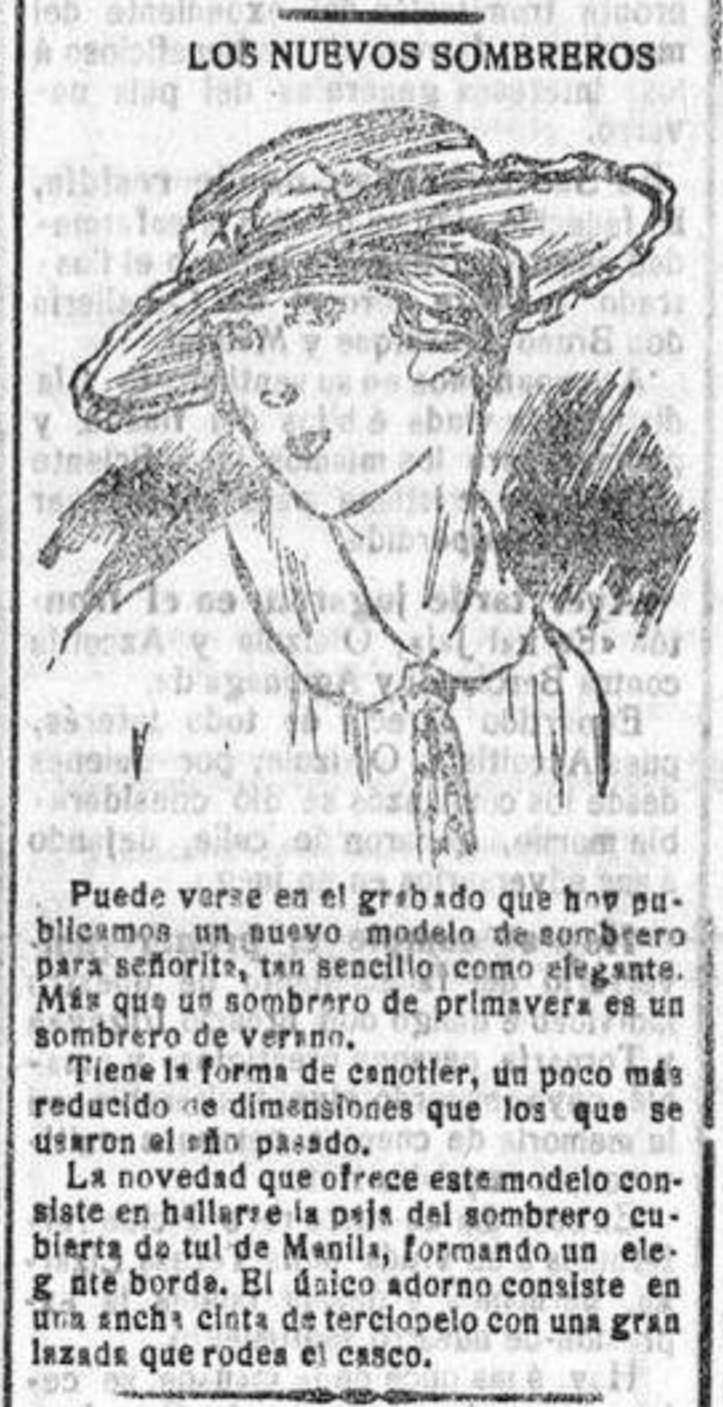 LOS NUEVOS SOMBREROS
Puede verse en el grabado que hoy pu-
blicamos un nuevo modelo de sombrero
para señorita, tan sencillo como elegante.
Más que un sombrero de primavera es un
sombrero de verano.
Tiene la forma de canotier, un poco más
reducido de dimensiones que los que se
usaron el año pasado.
La novedad que ofrece este modelo con-
siste en hallarse la paja del sombrero cu-
bierta de tul de Manila, formando un ele-
g nte borde. El único adorno consiste en
una ancha cinta de terciopelo con una gran
lazada que rodea el casco.